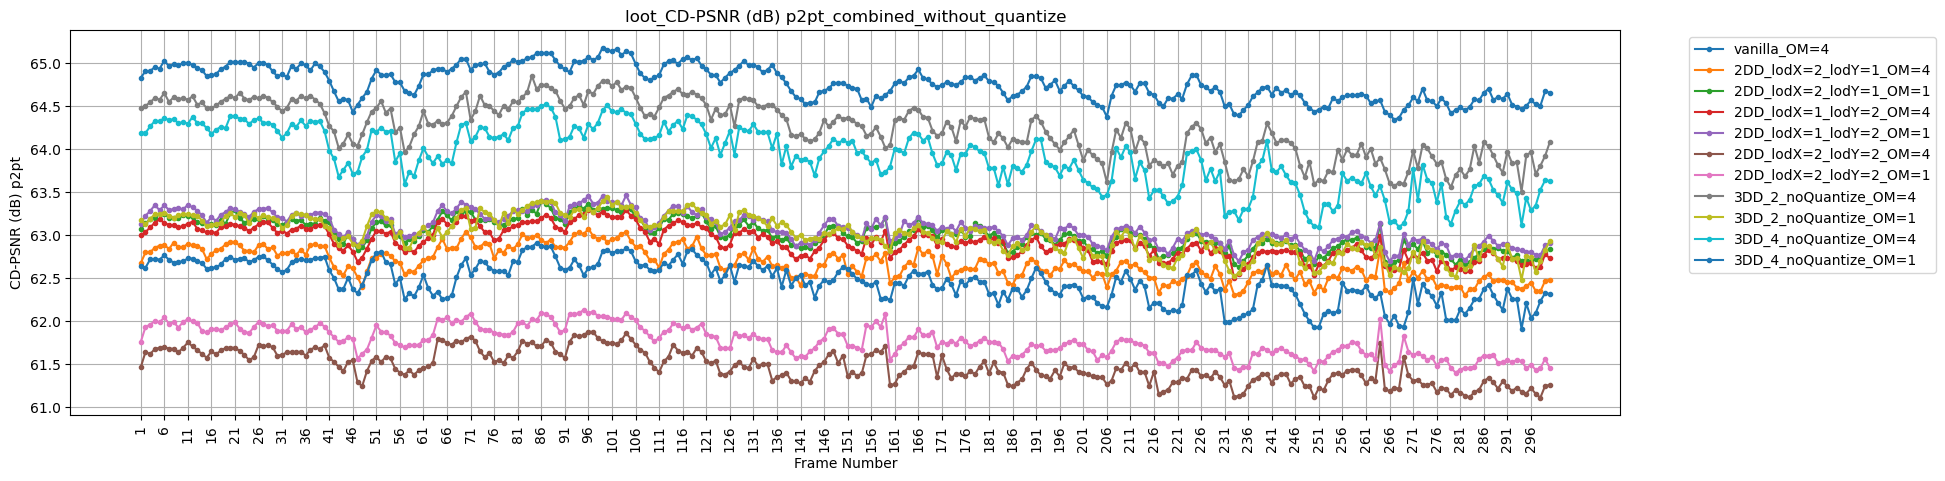 loot_CD-PSNR (dB) p2pt_combined_without_quantize
CD-PSNR (dB) p2pt
65.0
64.5
64.0
63.5
63.0
62.5
62.0
61.5
61.0
1 6 11 16 21 26 31 36 41 46 51 56 61 66 71 76 81 86 91 96 101 106 111 116 121 126 131 136 141 146 151 156 161 166 171 176 181 186 191 196 201 206 211 216 221 226 231 236 241 246 251 256 261 266 271 276 281 286 291 296
Frame Number
vanilla_OM=4
2DD_lodX=2_lodY=1_OM=4
2DD_lodX=2_lodY=1_OM=1
2DD_lodX=1_lodY=2_OM=4
2DD_lodX=1_lodY=2_OM=1
2DD_lodX=2_lodY=2_OM=4
2DD_lodX=2_lodY=2_OM=1
3DD_2_noQuantize_OM=4
3DD_2_noQuantize_OM=1
3DD_4_noQuantize_OM=4
3DD_4_noQuantize_OM=1